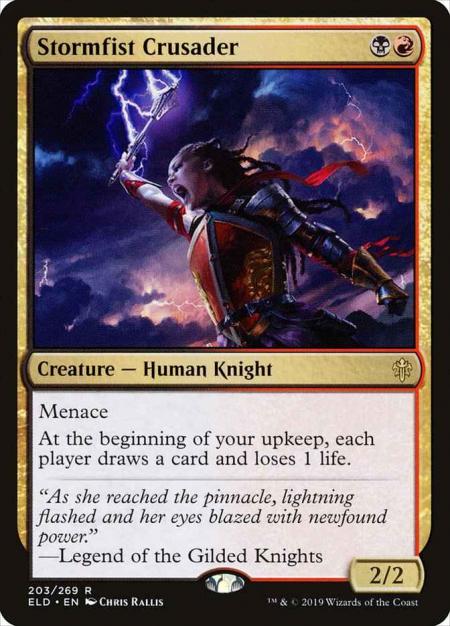 Stormfist Crusader
Creature — Human Knight
Menace
At the beginning of your upkeep, each
player draws a card and loses 1 life.
“As she reached the pinnacle, lightning
flashed and her eyes blazed with newfound
power.”
—Legend of the Gilded Knights
2/2
203/269 R
ELD • EN Chris Rallis
™ & © 2019 Wizards of the Coast